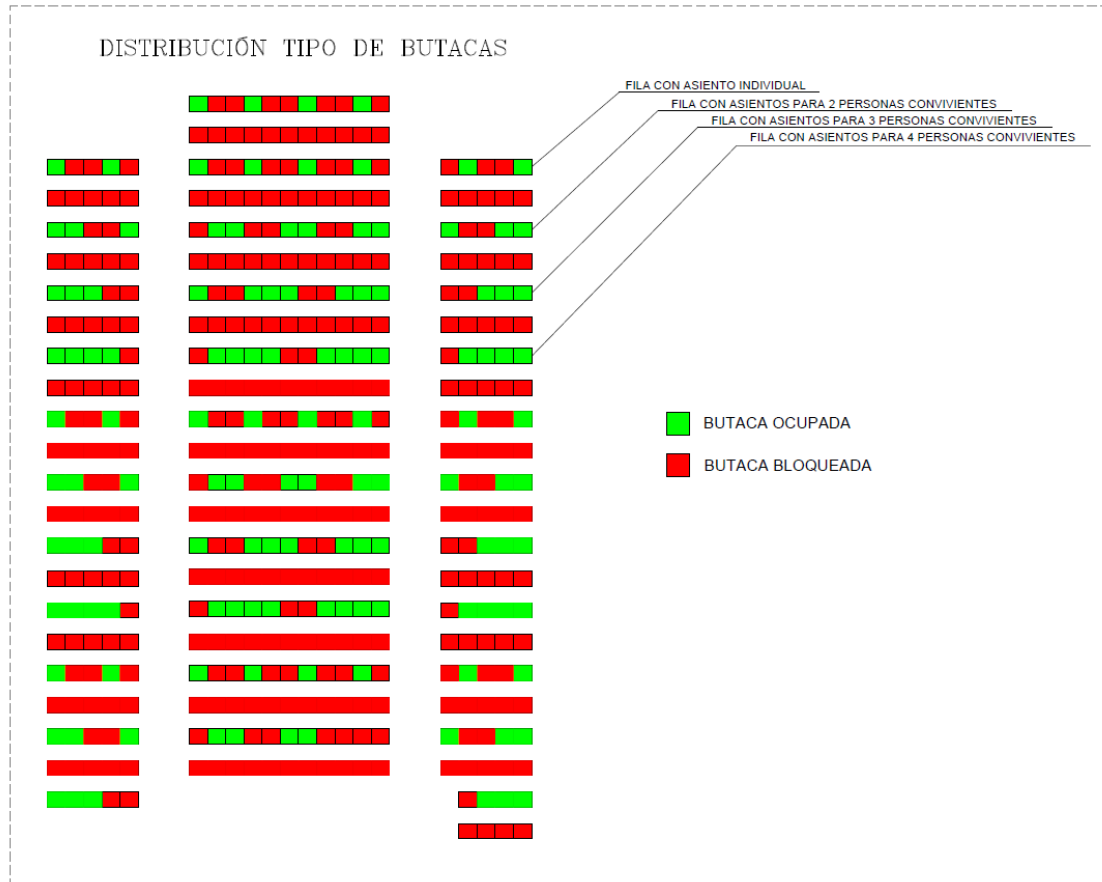 DISTRIBUCIÓN TIPO DE BUTACAS
FILA CON ASIENTO INDIVIDUAL
FILA CON ASIENTOS PARA 2 PERSONAS CONVIVIENTES
FILA CON ASIENTOS PARA 3 PERSONAS CONVIVIENTES
FILA CON ASIENTOS PARA 4 PERSONAS CONVIVIENTES
BUTACA OCUPADA
BUTACA BLOQUEADA